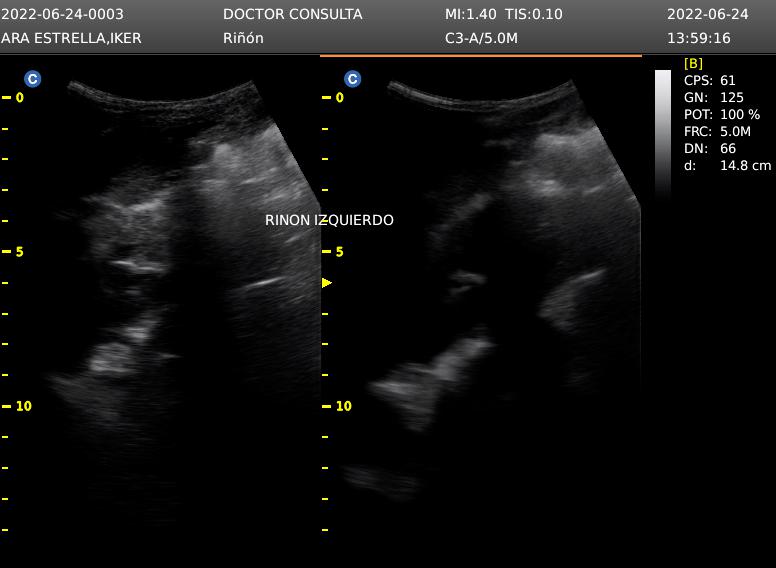 2022-06-24-0003 DOCTOR CONSULTA MI:1.40 TIS:0.10 2022-06-24
ARA ESTRELLA,IKER Riñón C3-A/5.0M 13:59:16
[B]
CPS: 61
GN: 125
POT: 100 %
FRC: 5.0M
DN: 66
d: 14.8 cm
C C
0 0
RINON IZQUIERDO
5 5
10 10